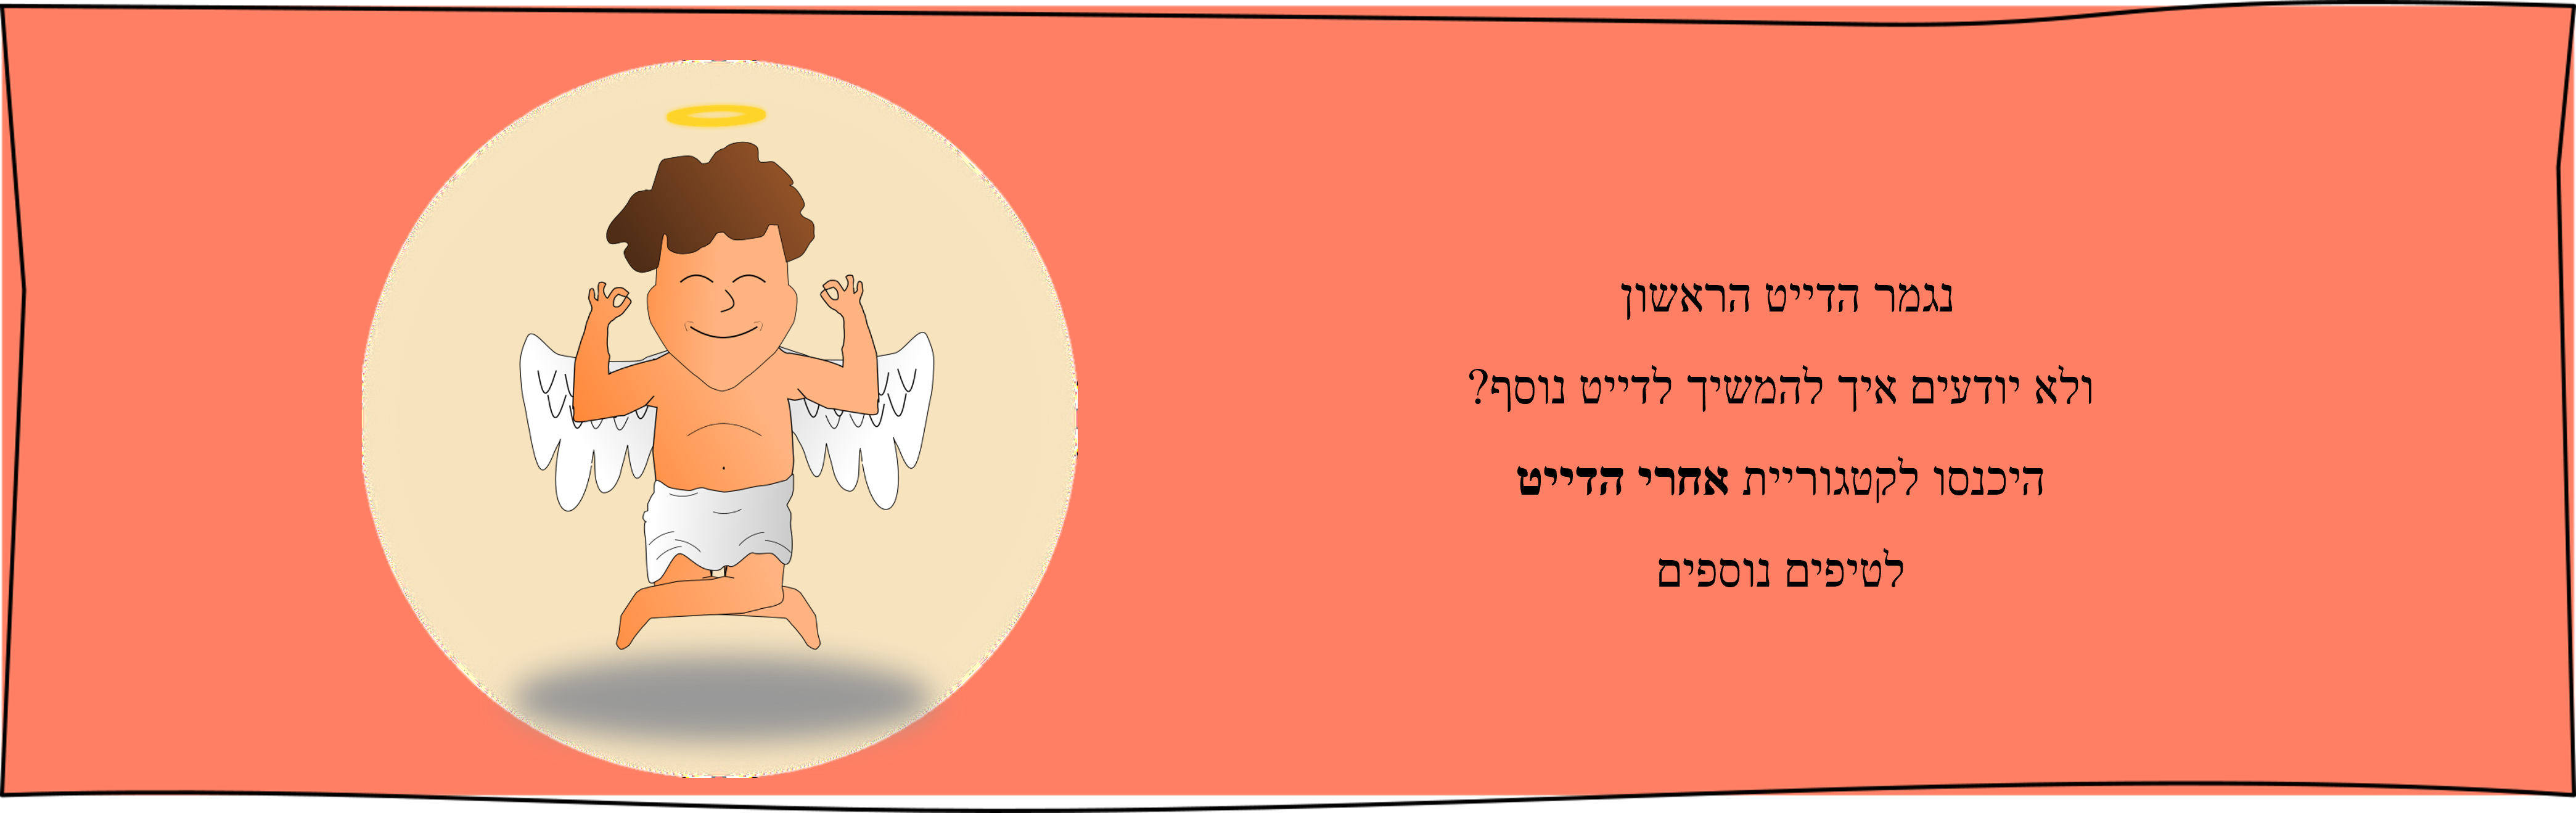 נגמר הדייט הראשון
ולא יודעים איך להמשיך לדייט נוסף?
היכנסו לקטגוריית אחרי הדייט
לטיפים נוספים